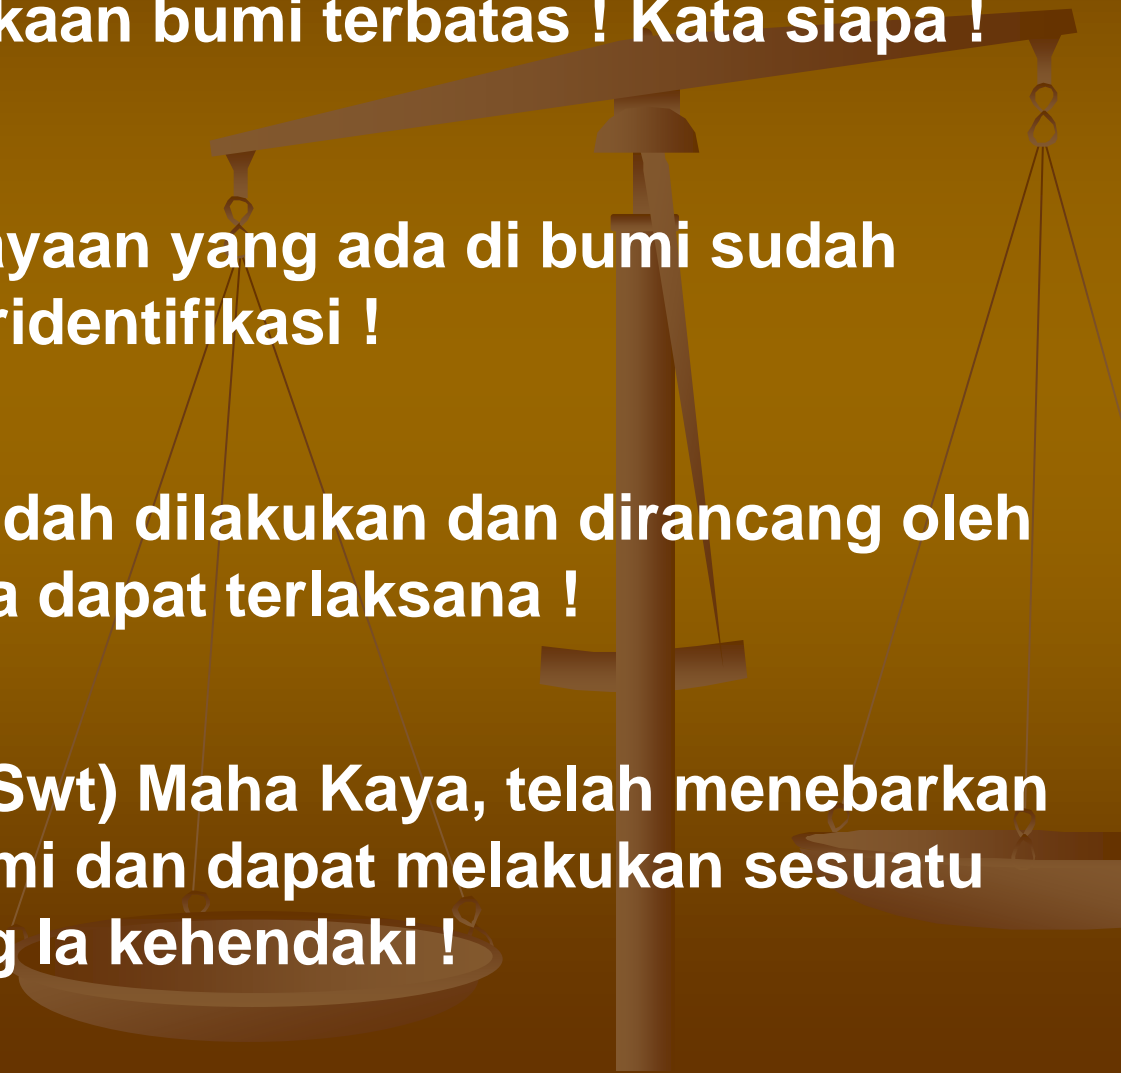 kaan bumi terbatas ! Kata siapa !
yaan yang ada di bumi sudah
ridentifikasi !
dah dilakukan dan dirancang oleh
a dapat terlaksana !
Swt) Maha Kaya, telah menebarkan
mi dan dapat melakukan sesuatu
g Ia kehendaki !